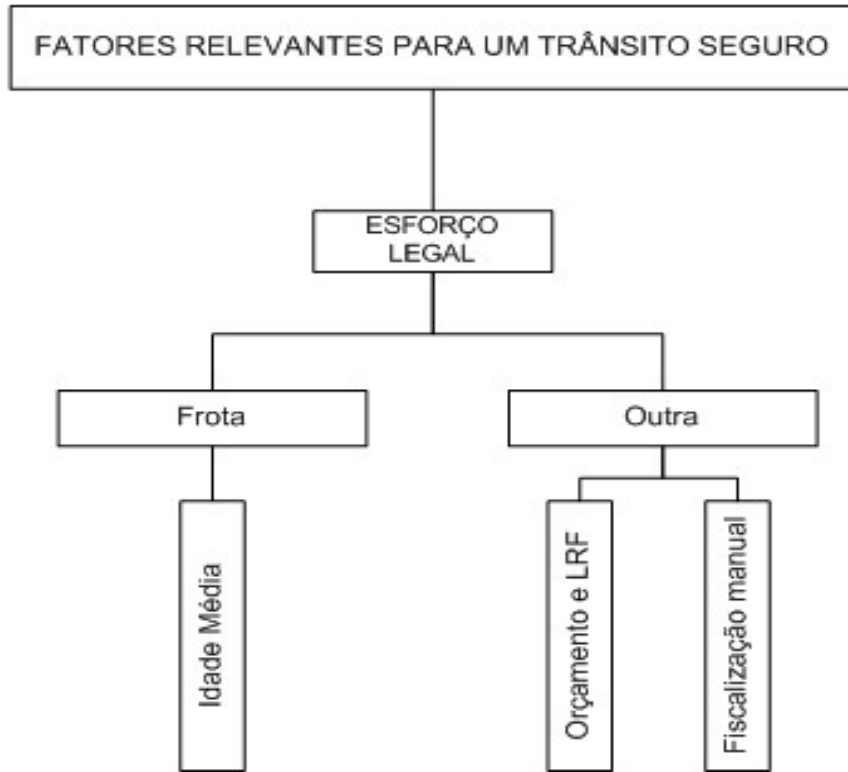 FATORES RELEVANTES PARA UM TRÂNSITO SEGURO
ESFORÇO
LEGAL
Frota
Outra
Idade Média
Orçamento e LRF
Fiscalização manual